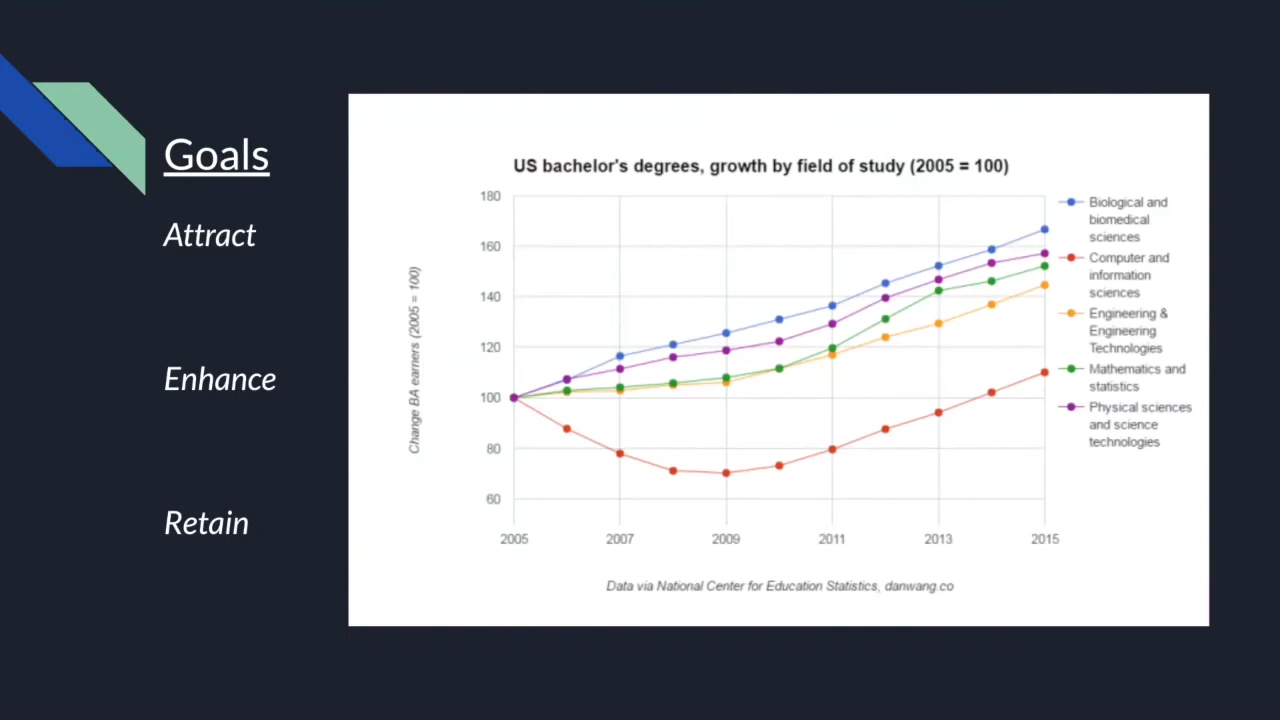 Goals
Attract
Enhance
Retain
US bachelor's degrees, growth by field of study (2005 = 100)
Change BA earners (2005 = 100)
180
160
140
120
100
80
60
2005
2007
2009
2011
2013
2015
Biological and
biomedical
sciences
Computer and
information
sciences
Engineering &
Engineering
Technologies
Mathematics and
statistics
Physical sciences
and science
technologies
Data via National Center for Education Statistics, danwang.co